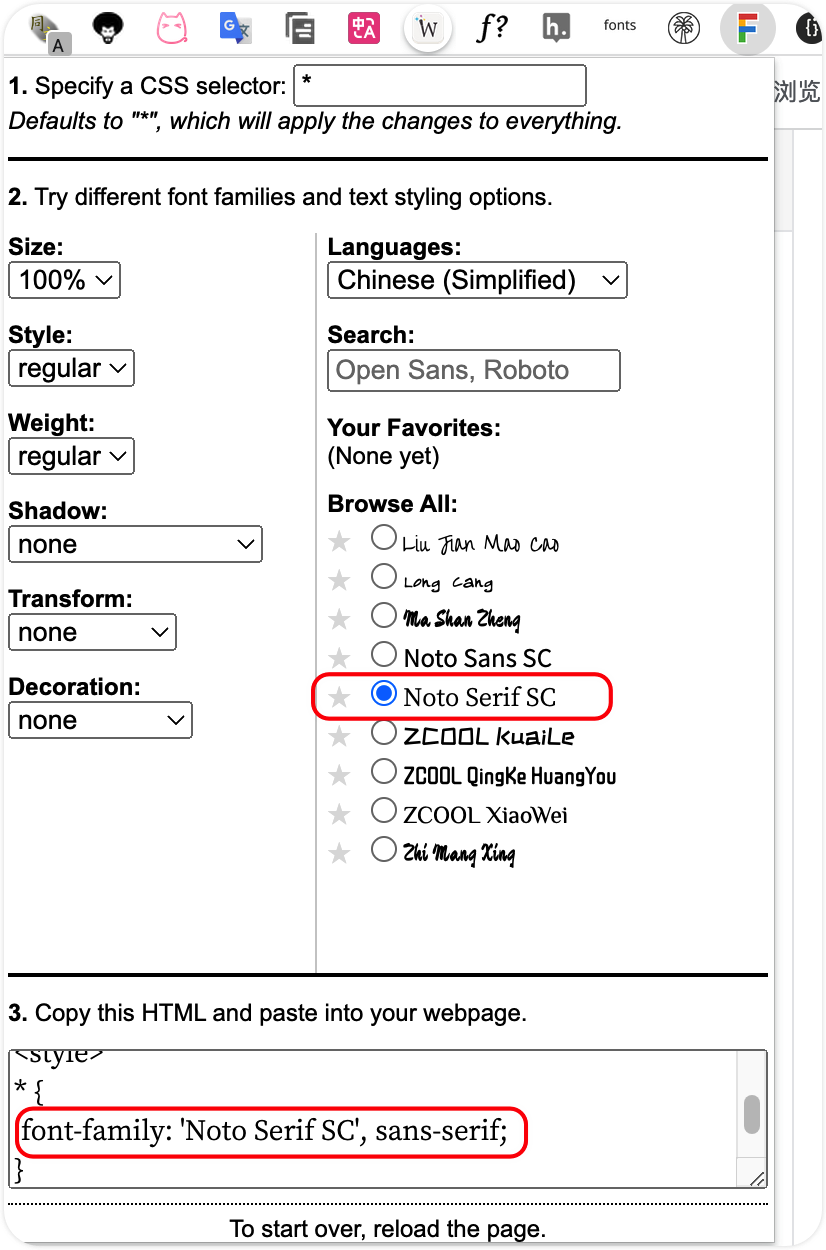 A
中
A
W
f?
h.
fonts
F
{}
1. Specify a CSS selector: *
浏览
Defaults to "*", which will apply the changes to everything.
2. Try different font families and text styling options.
Size:
100%
Style:
regular
Weight:
regular
Shadow:
none
Transform:
none
Decoration:
none
Languages:
Chinese (Simplified)
Search:
Open Sans, Roboto
Your Favorites:
(None yet)
Browse All:
Liu Jian Mao Cao
Long Cang
Ma Shan Zheng
Noto Sans SC
Noto Serif SC
ZCOOL KuaiLe
ZCOOL QingKe HuangYou
ZCOOL XiaoWei
Zhi Mang Xing
3. Copy this HTML and paste into your webpage.
<style>
* {
font-family: 'Noto Serif SC', sans-serif;
}
To start over, reload the page.